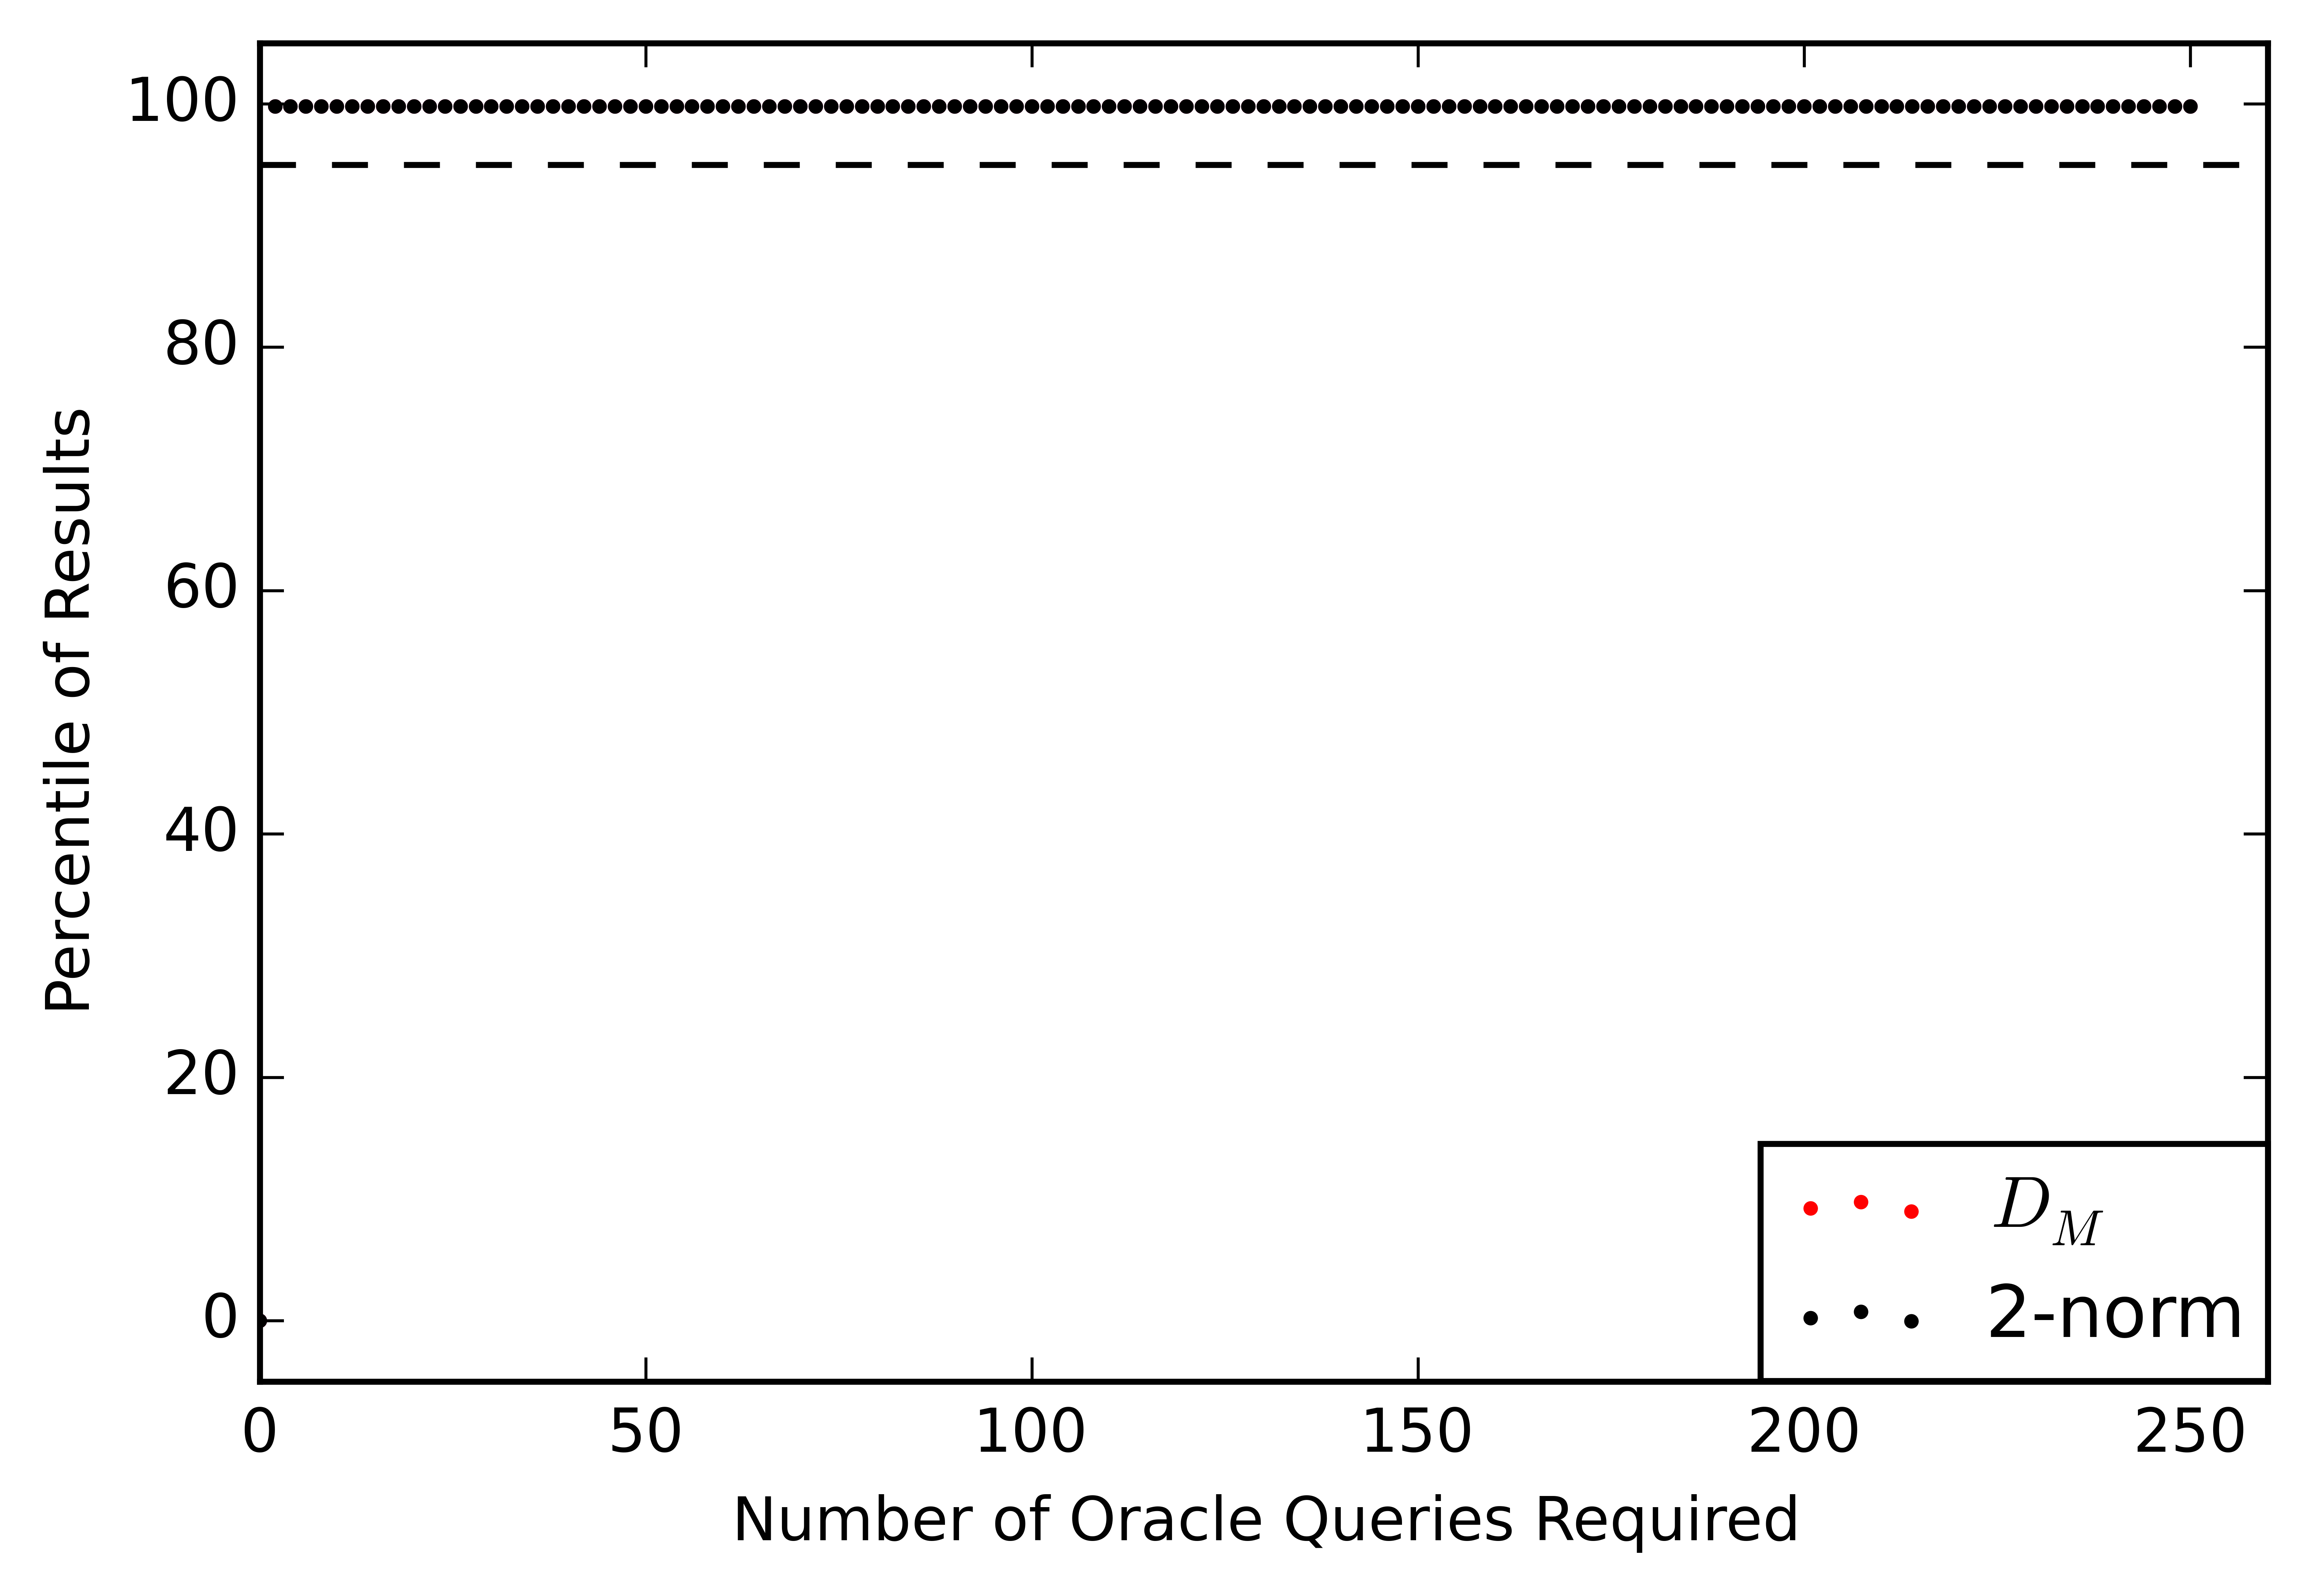 100
80
60
40
20
0
Percentile of Results
D_M
2-norm
0 50 100 150 200 250
Number of Oracle Queries Required